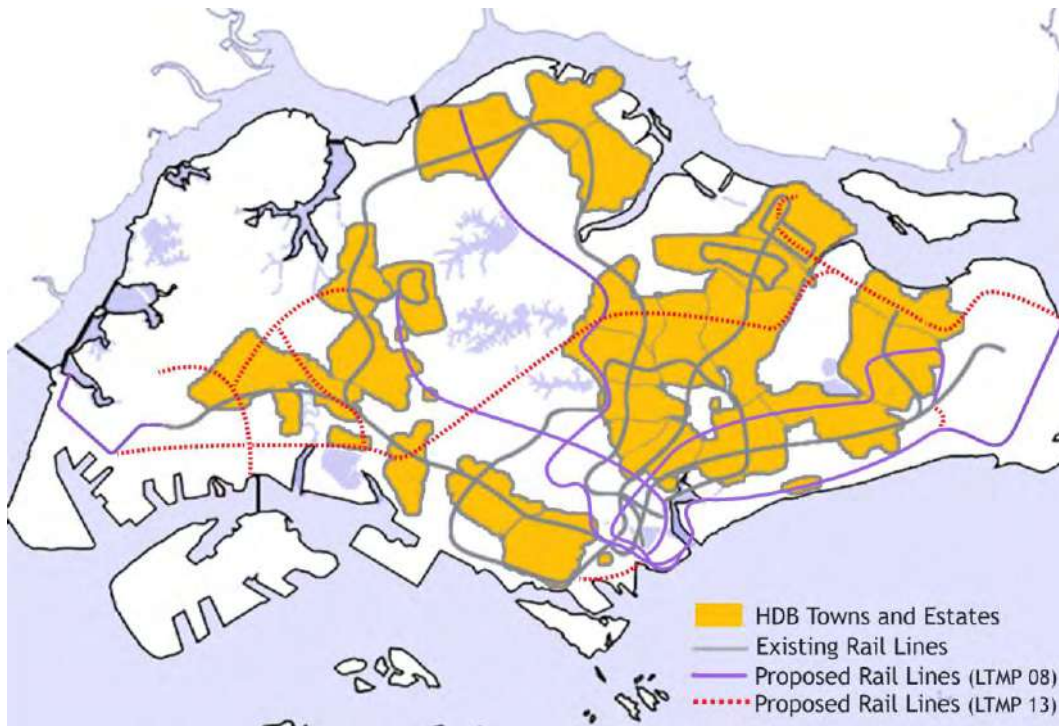 HDB Towns and Estates
Existing Rail Lines
Proposed Rail Lines (LTMP 08)
Proposed Rail Lines (LTMP 13)